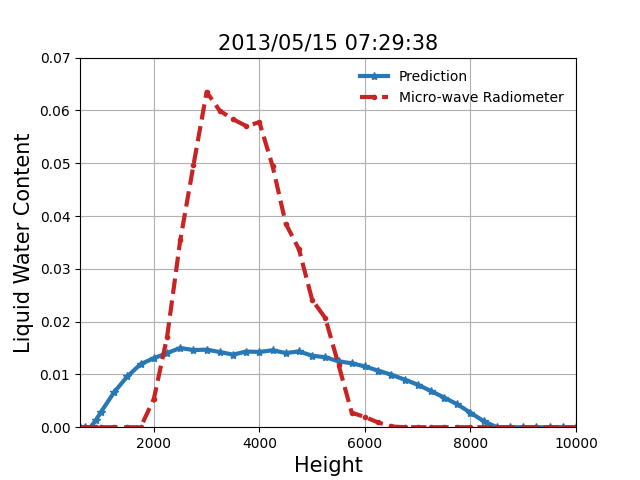 2013/05/15 07:29:38
0.07
0.06
0.05
0.04
0.03
0.02
0.01
0.00
Liquid Water Content
Prediction
Micro-wave Radiometer
2000 4000 6000 8000 10000
Height